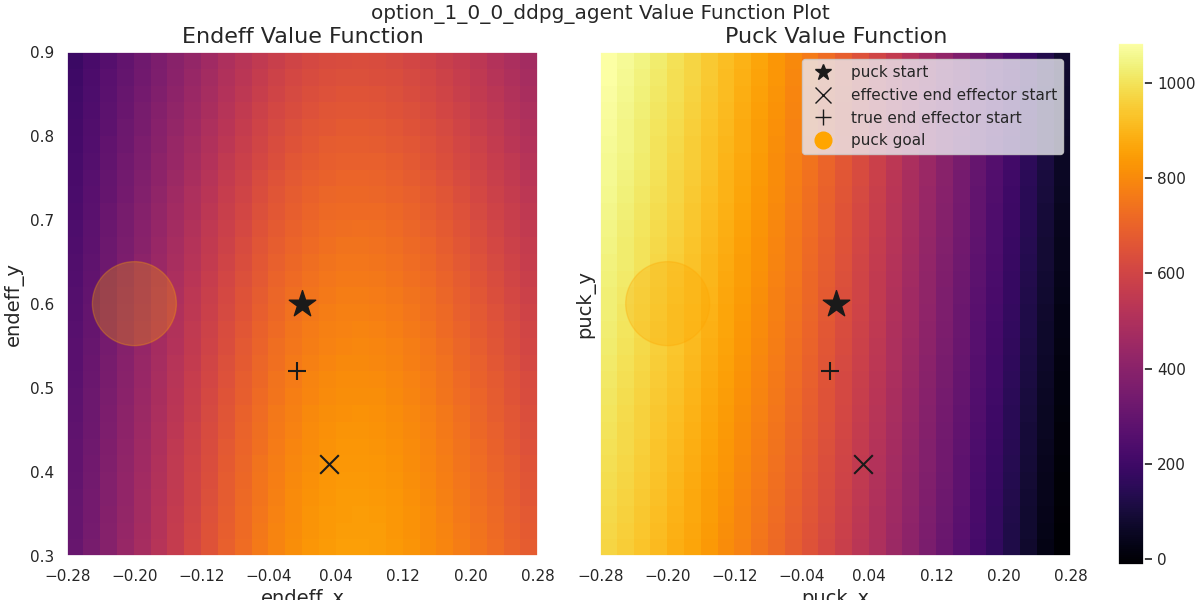 option_1_0_0_ddpg_agent Value Function Plot
Endeff Value Function
Puck Value Function
puck start
effective end effector start
true end effector start
puck goal
endeff_y
0.9
0.8
0.7
0.6
0.5
0.4
0.3
−0.28 −0.20 −0.12 −0.04 0.04 0.12 0.20 0.28
endeff_x
puck_y
−0.28 −0.20 −0.12 −0.04 0.04 0.12 0.20 0.28
puck_x
1000
800
600
400
200
0